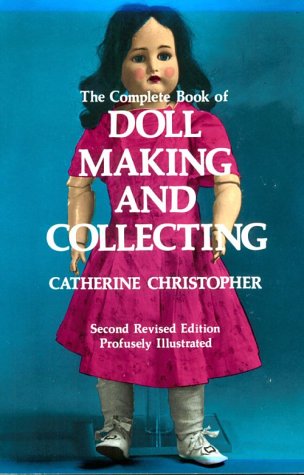 The Complete Book of
DOLL
MAKING
AND
COLLECTING
CATHERINE CHRISTOPHER
Second Revised Edition
Profusely Illustrated